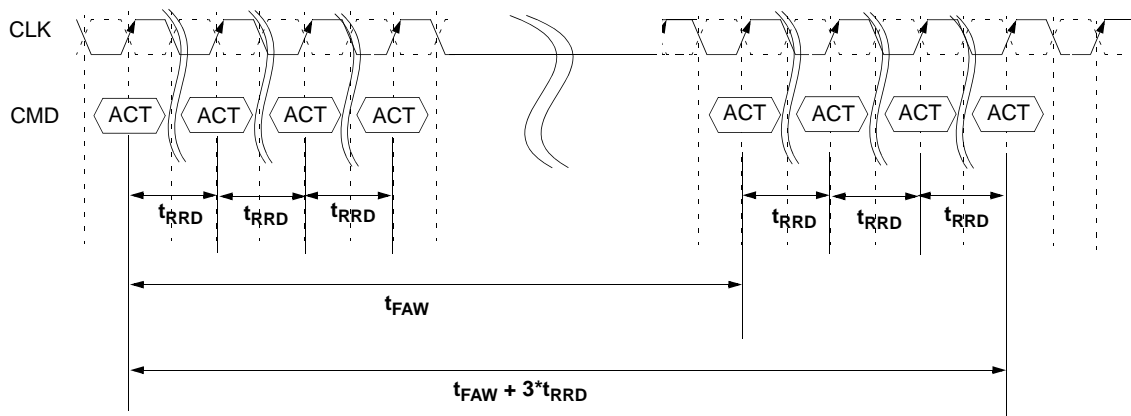 CLK
CMD ACT ACT ACT ACT ACT ACT ACT ACT
tRRD tRRD tRRD tRRD tRRD tRRD
tFAW
tFAW + 3*tRRD